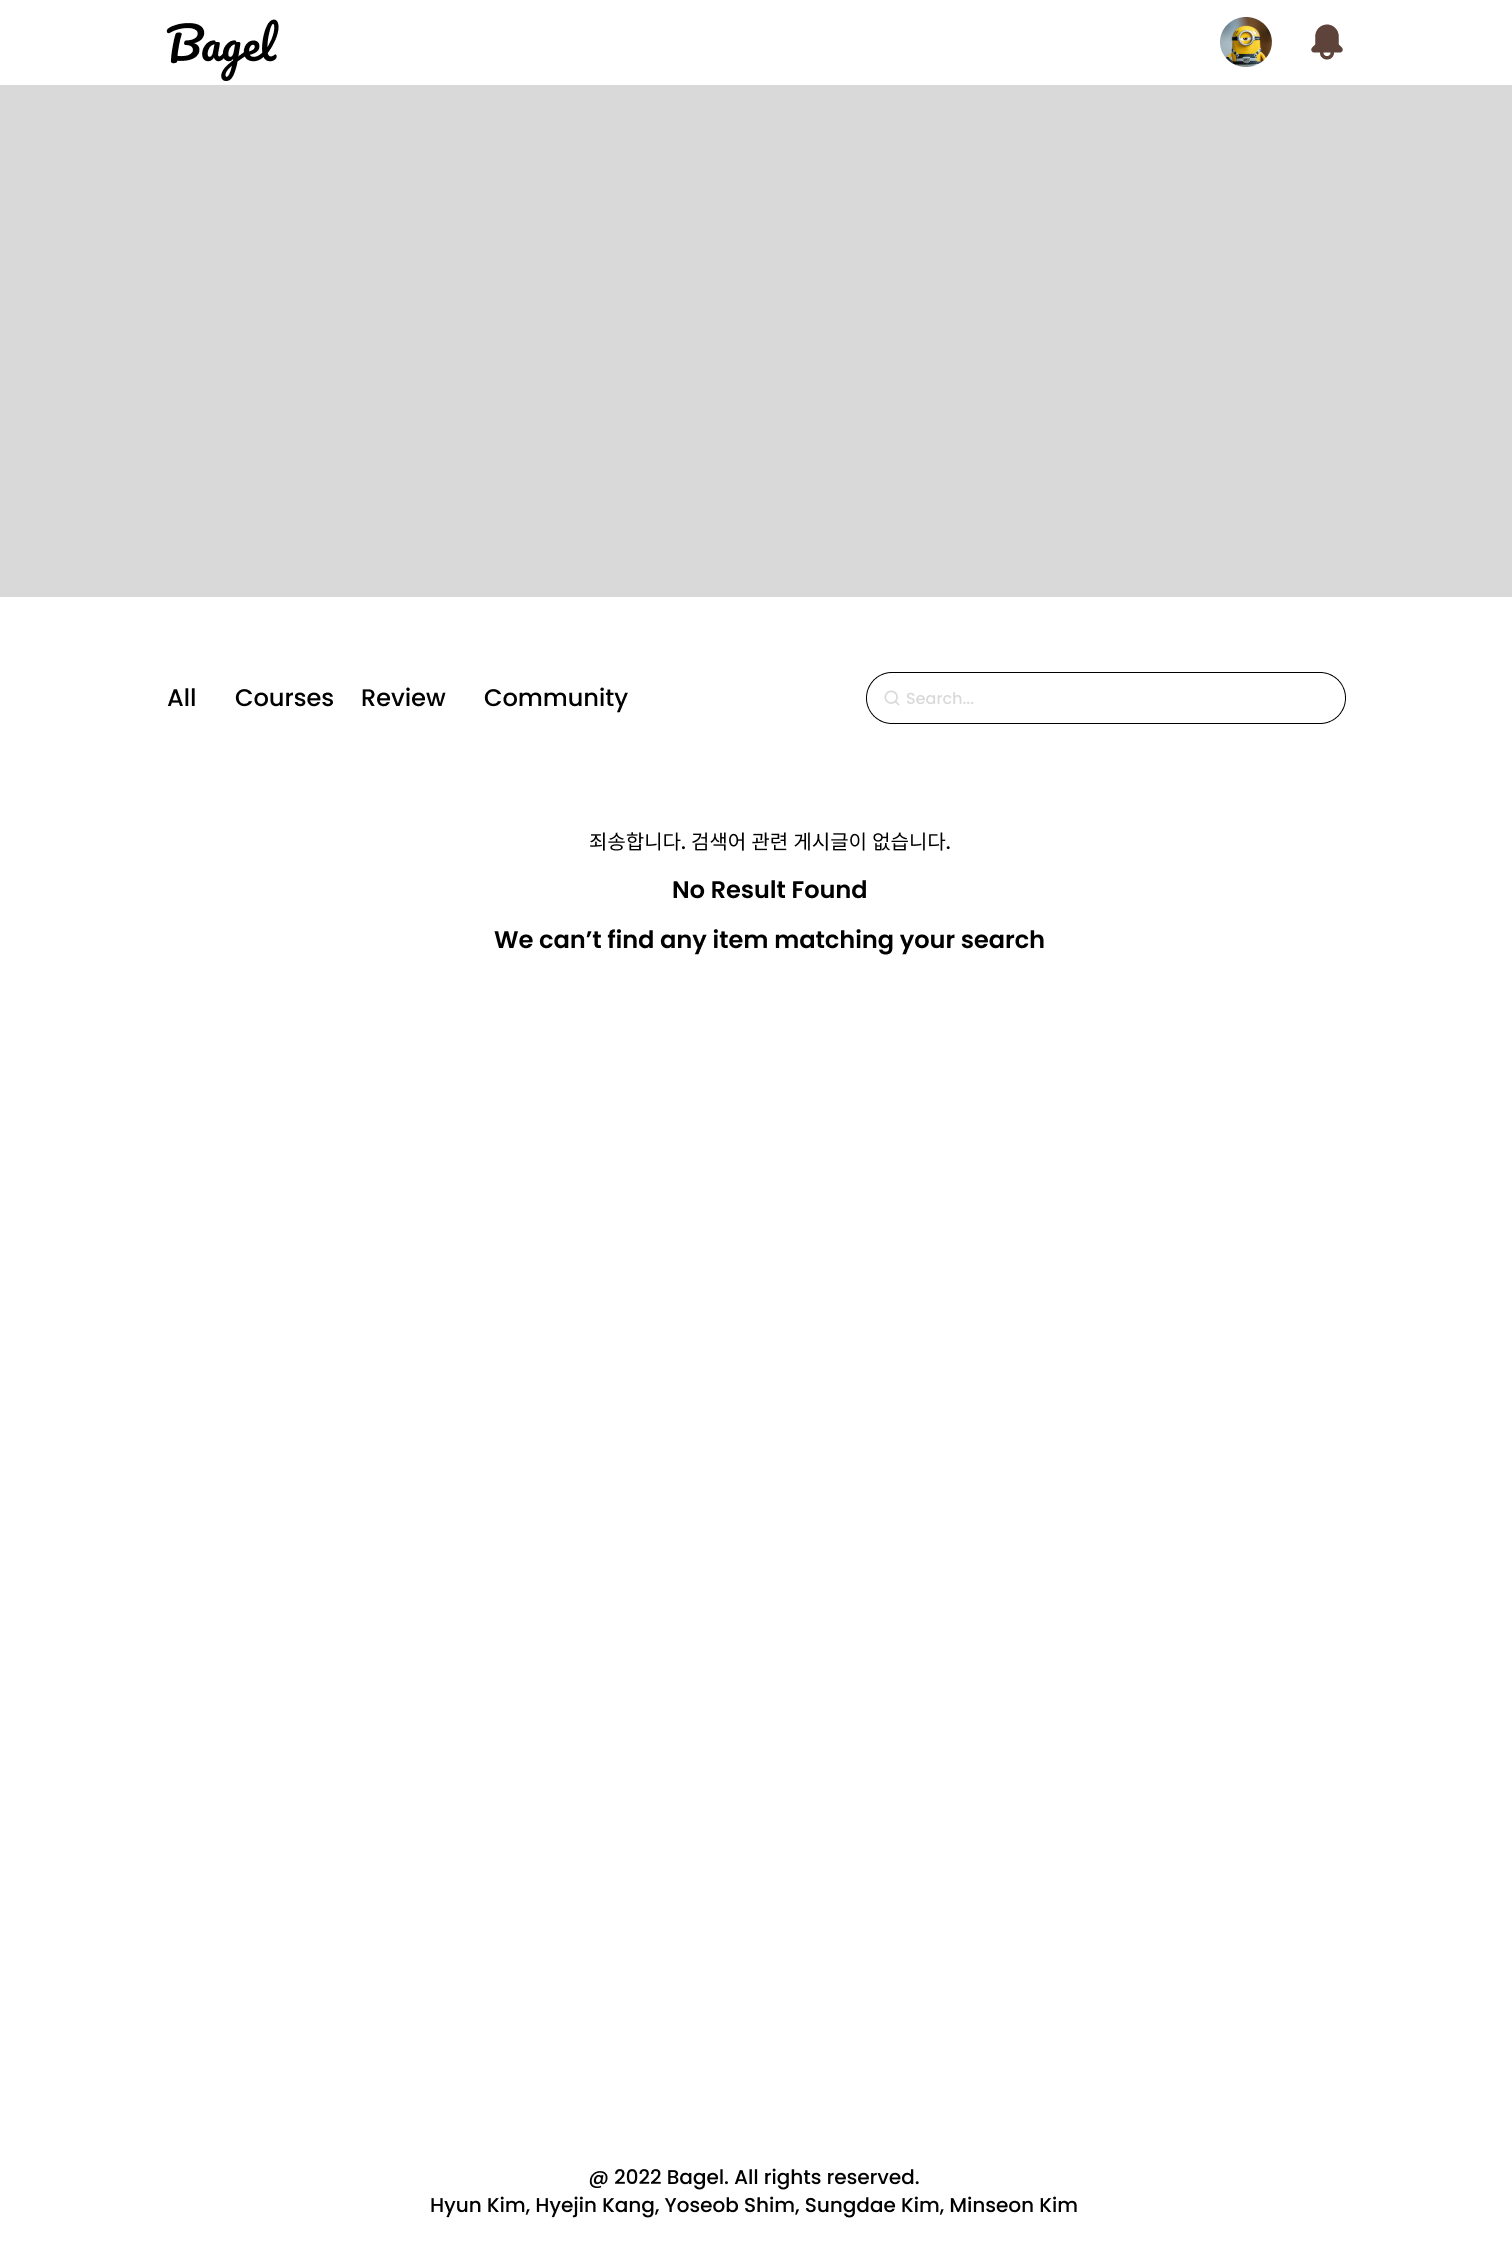 Bagel
All Courses Review Community Search...
죄송합니다. 검색어 관련 게시글이 없습니다.
No Result Found
We can’t find any item matching your search
@ 2022 Bagel. All rights reserved.
Hyun Kim, Hyejin Kang, Yoseob Shim, Sungdae Kim, Minseon Kim